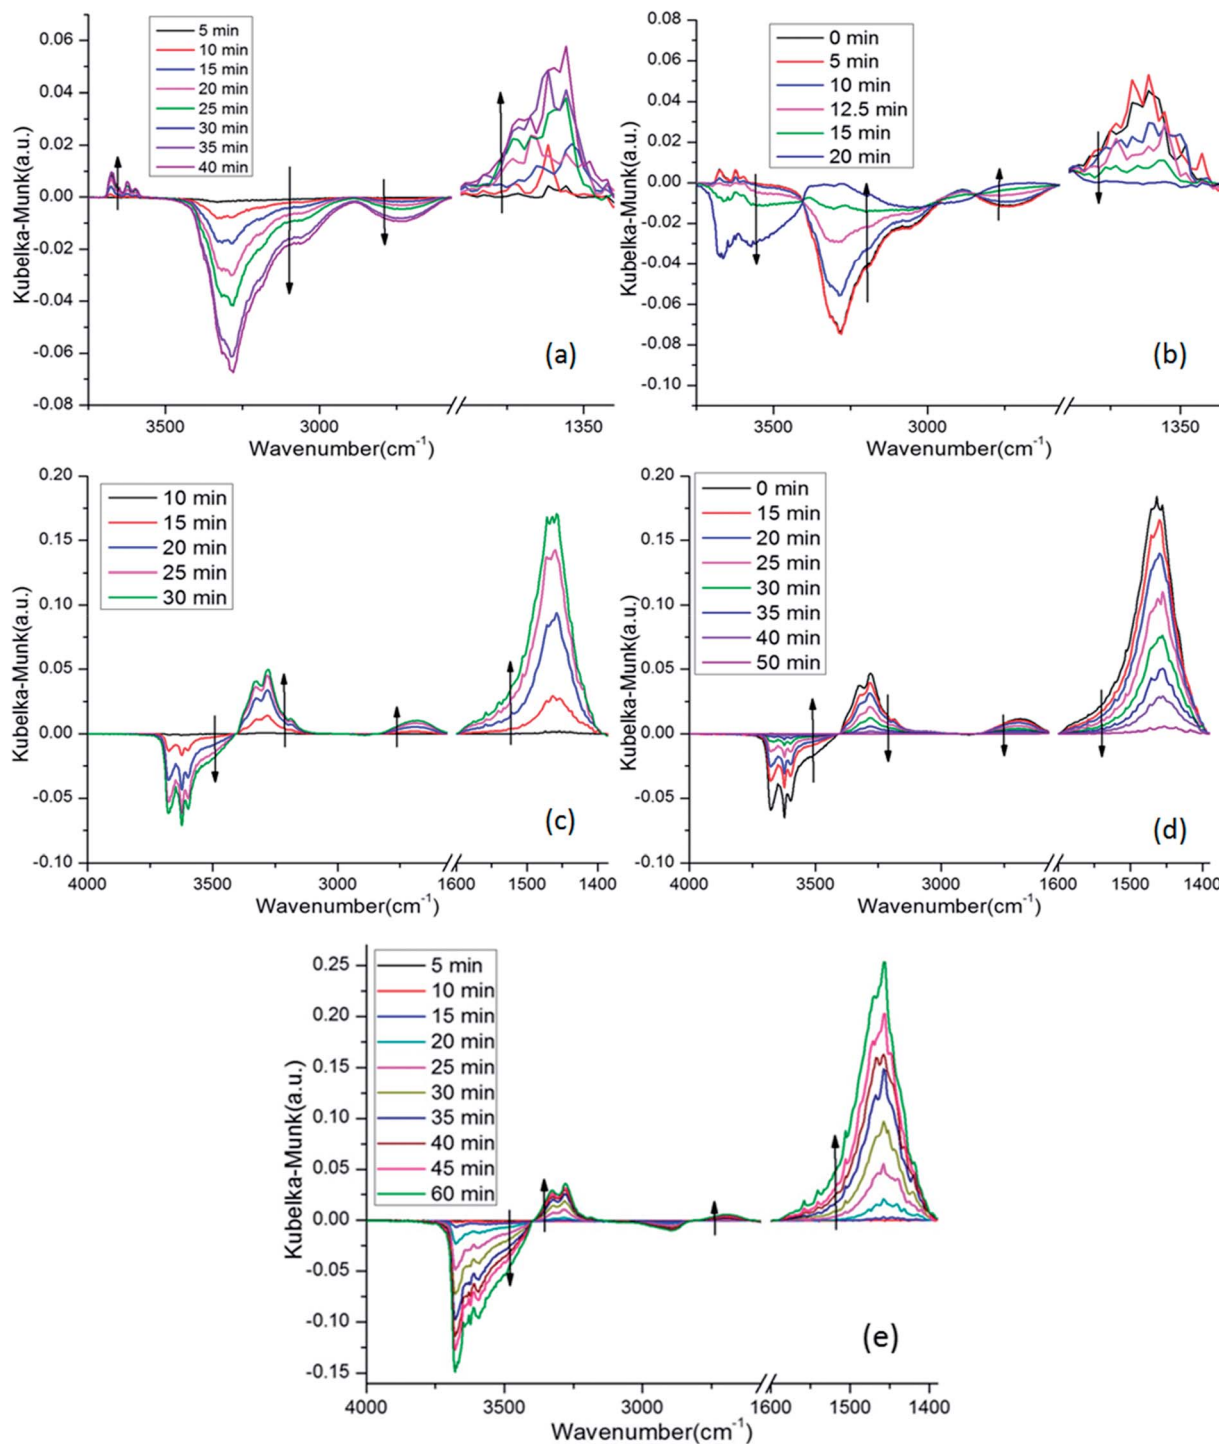 5 min
10 min
15 min
20 min
25 min
30 min
35 min
40 min
0.06
0.04
0.02
0.00
-0.02
-0.04
-0.06
-0.08
Kubelka-Munk(a.u.)
(a)
3500
3000
1350
Wavenumber(cm-1)
0 min
5 min
10 min
12.5 min
15 min
20 min
0.08
0.06
0.04
0.02
0.00
-0.02
-0.04
-0.06
-0.08
-0.10
Kubelka-Munk(a.u.)
(b)
3500
3000
1350
Wavenumber(cm-1)
10 min
15 min
20 min
25 min
30 min
0.20
0.15
0.10
0.05
0.00
-0.05
-0.10
Kubelka-Munk(a.u.)
(c)
4000
3500
3000
1600
1500
1400
Wavenumber(cm-1)
0 min
15 min
20 min
25 min
30 min
35 min
40 min
50 min
0.20
0.15
0.10
0.05
0.00
-0.05
-0.10
Kubelka-Munk(a.u.)
(d)
4000
3500
3000
1600
1500
1400
Wavenumber(cm-1)
5 min
10 min
15 min
20 min
25 min
30 min
35 min
40 min
45 min
60 min
0.25
0.20
0.15
0.10
0.05
0.00
-0.05
-0.10
-0.15
Kubelka-Munk(a.u.)
(e)
4000
3500
3000
1600
1500
1400
Wavenumber(cm-1)